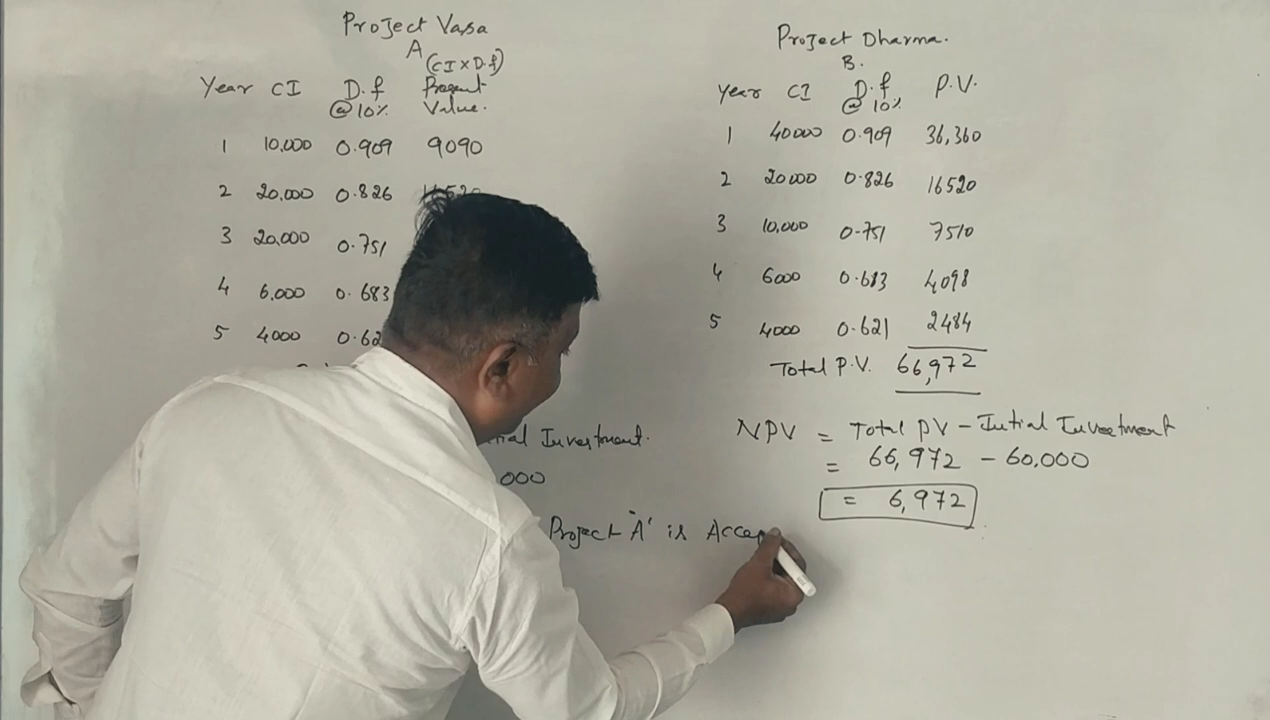 Project Vasa
A (CI x D.f)
Year CI D.f Present
@ 10% Value.
1 10,000 0.909 9090
2 20,000 0.826
3 20,000 0.751
4 6,000 0.683
5 4000
Investment.
000
Project 'A' is
Project Dharma.
B.
Year CI D.f P.V.
@ 10%
1 40000 0.909 36,360
2 20000 0.826 16520
3 10,000 0.751 7510
4 6000 0.683 4098
5 4000 0.621 2484
Total P.V. 66,972
NPV = Total PV - Initial Investment
= 66,972 - 60,000
= 6,972